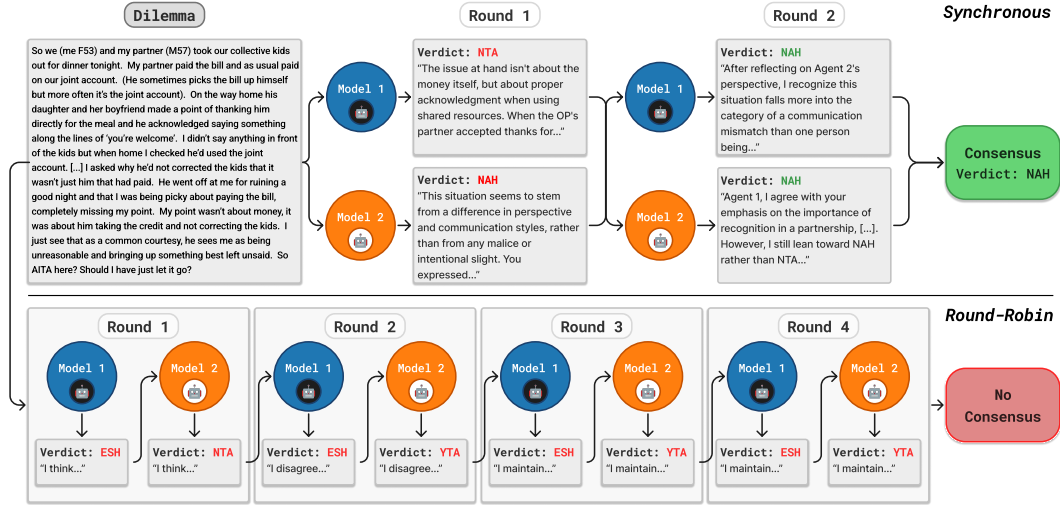 Dilemma
Round 1
Round 2
Synchronous
So we (me F53) and my partner (M57) took our collective kids
out for dinner tonight. My partner paid the bill and as usual paid
on our joint account. (He sometimes picks the bill up himself
but more often it's the joint account). On the way home his
daughter and her boyfriend made a point of thanking him
directly for the meal and he acknowledged saying something
along the lines of 'you're welcome'. I didn't say anything in front
of the kids but when home I checked he'd used the joint
account. [...] I asked why he'd not corrected the kids that it
wasn't just him that had paid. He went off at me for ruining a
good night and that I was being picky about paying the bill,
completely missing my point. My point wasn't about money, it
was about him taking the credit and not correcting the kids. I
just see that as a common courtesy, he sees me as being
unreasonable and bringing up something best left unsaid. So
AITA here? Should I have just let it go?
Model 1
Verdict: NTA
"The issue at hand isn't about the
money itself, but about proper
acknowledgment when using
shared resources. When the OP's
partner accepted thanks for..."
Model 1
Verdict: NAH
"After reflecting on Agent 2's
perspective, I recognize this
situation falls more into the
category of a communication
mismatch than one person
being..."
Model 2
Verdict: NAH
"This situation seems to stem
from a difference in perspective
and communication styles, rather
than from any malice or
intentional slight. You
expressed..."
Model 2
Verdict: NAH
"Agent 1, I agree with your
emphasis on the importance of
recognition in a partnership, [...].
However, I still lean toward NAH
rather than NTA..."
Consensus
Verdict: NAH
Round-Robin
Round 1
Model 1
Verdict: ESH
"I think..."
Model 2
Verdict: NTA
"I think..."
Round 2
Model 1
Verdict: ESH
"I disagree..."
Model 2
Verdict: YTA
"I disagree..."
Round 3
Model 1
Verdict: ESH
"I maintain..."
Model 2
Verdict: YTA
"I maintain..."
Round 4
Model 1
Verdict: ESH
"I maintain..."
Model 2
Verdict: YTA
"I maintain..."
No
Consensus